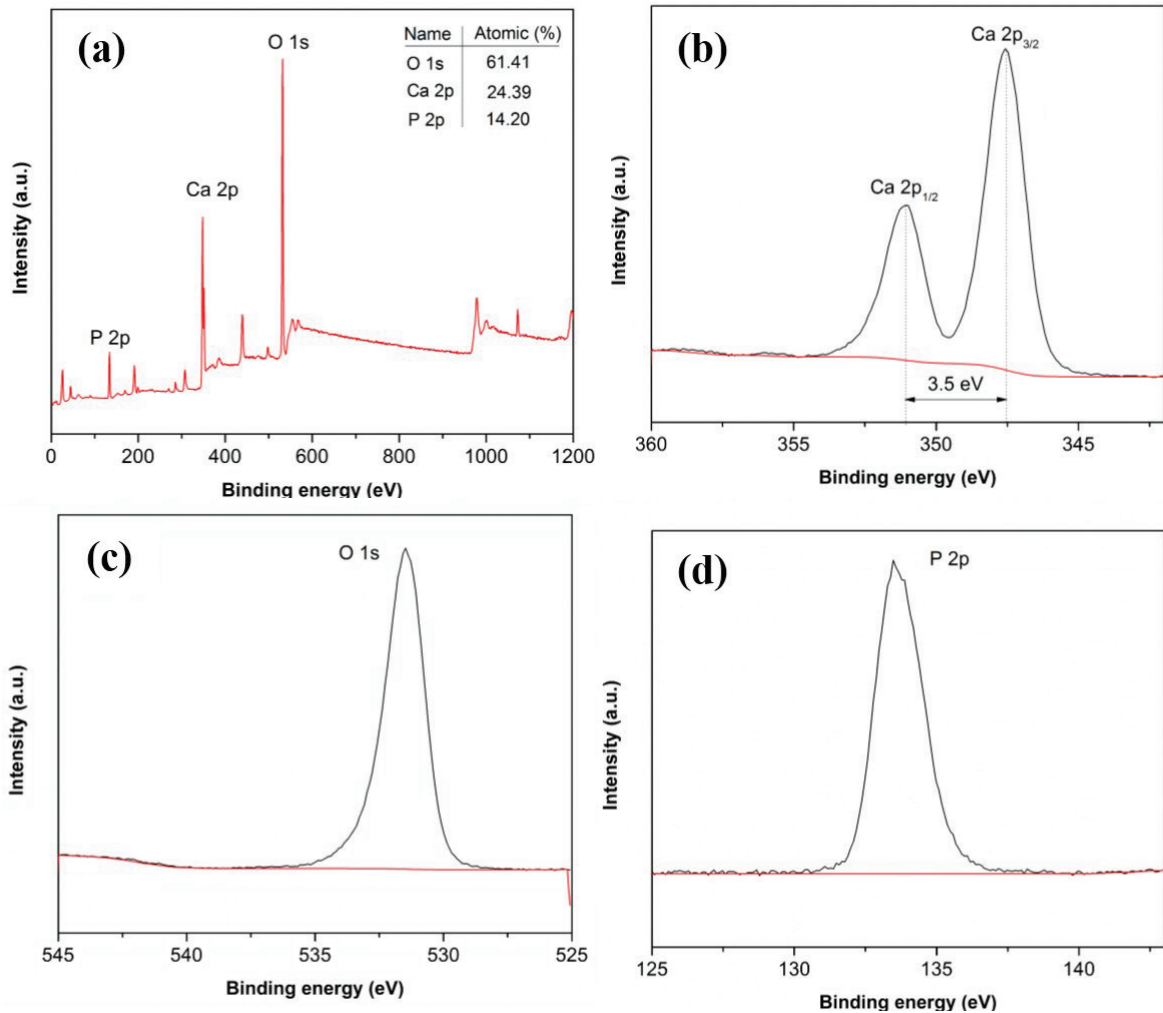 (a)
O 1s
Name Atomic (%)
O 1s 61.41
Ca 2p 24.39
P 2p 14.20
Ca 2p
P 2p
Intensity (a.u.)
0 200 400 600 800 1000 1200
Binding energy (eV)
(b)
Ca 2p3/2
Ca 2p1/2
3.5 eV
Intensity (a.u.)
360 355 350 345
Binding energy (eV)
(c)
O 1s
Intensity (a.u.)
545 540 535 530 525
Binding energy (eV)
(d)
P 2p
Intensity (a.u.)
125 130 135 140
Binding energy (eV)